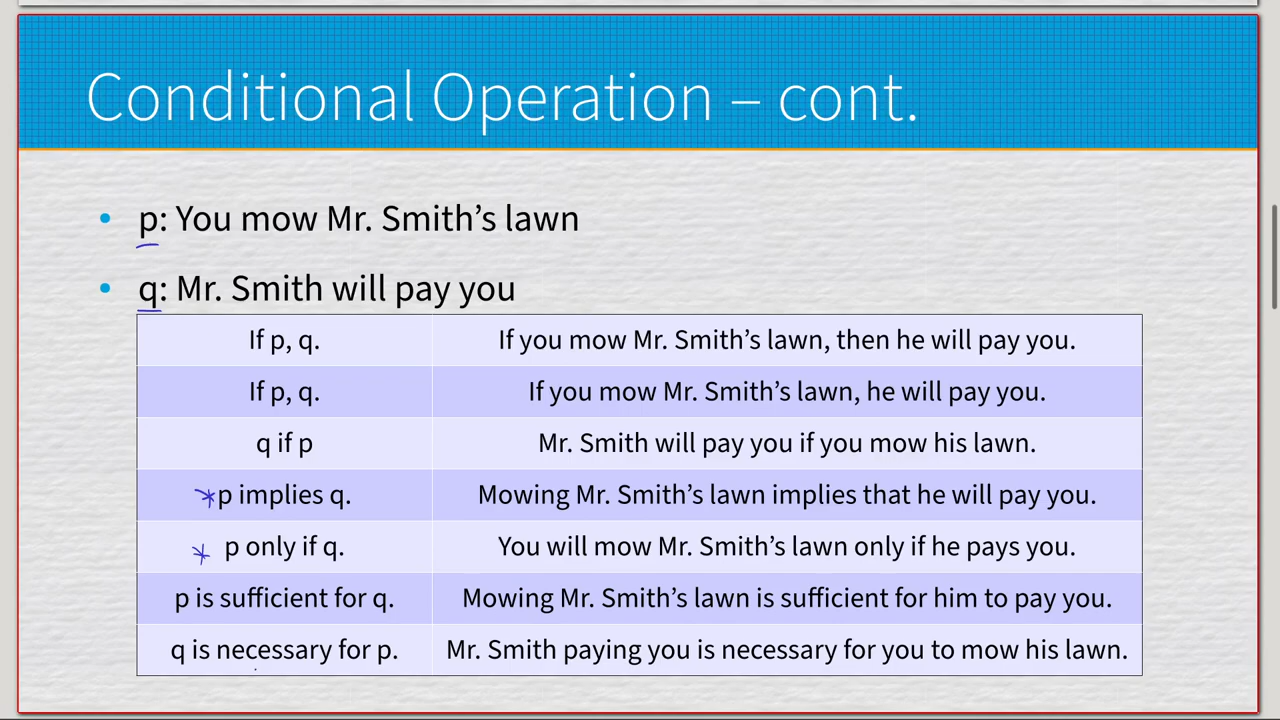 Conditional Operation – cont.
• p: You mow Mr. Smith’s lawn
• q: Mr. Smith will pay you
If p, q. If you mow Mr. Smith’s lawn, then he will pay you.
If p, q. If you mow Mr. Smith’s lawn, he will pay you.
q if p Mr. Smith will pay you if you mow his lawn.
p implies q. Mowing Mr. Smith’s lawn implies that he will pay you.
p only if q. You will mow Mr. Smith’s lawn only if he pays you.
p is sufficient for q. Mowing Mr. Smith’s lawn is sufficient for him to pay you.
q is necessary for p. Mr. Smith paying you is necessary for you to mow his lawn.